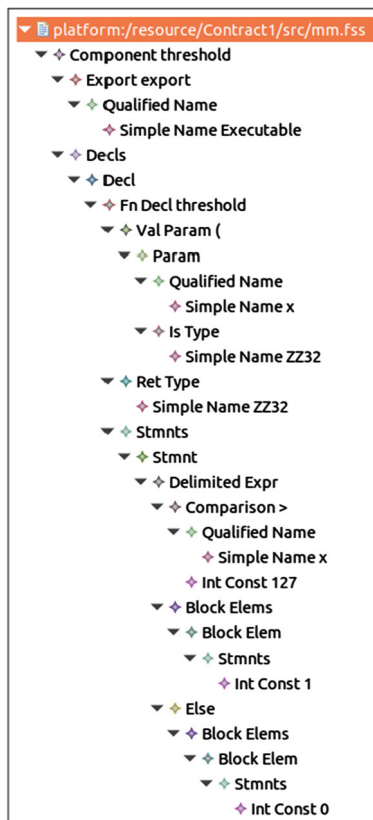 platform:/resource/Contract1/src/mm.fss
Component threshold
Export export
Qualified Name
Simple Name Executable
Decls
Decl
Fn Decl threshold
Val Param (
Param
Qualified Name
Simple Name x
Is Type
Simple Name ZZ32
Ret Type
Simple Name ZZ32
Stmnts
Stmnt
Delimited Expr
Comparison >
Qualified Name
Simple Name x
Int Const 127
Block Elems
Block Elem
Stmnts
Int Const 1
Else
Block Elems
Block Elem
Stmnts
Int Const 0